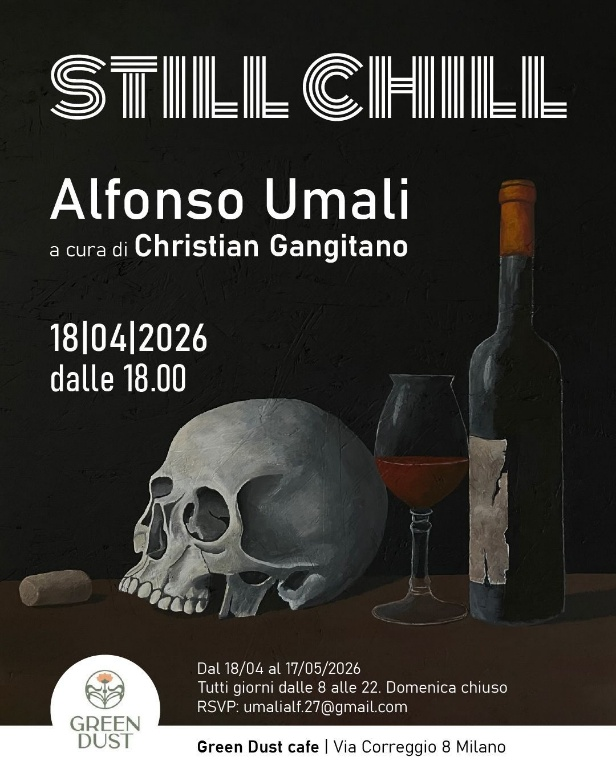 STILL CHILL
Alfonso Umali
a cura di Christian Gangitano
18|04|2026
dalle 18.00
Dal 18/04 al 17/05/2026
Tutti giorni dalle 8 alle 22. Domenica chiuso
RSVP: umalialf.27@gmail.com
GREEN
DUST
Green Dust cafe | Via Correggio 8 Milano